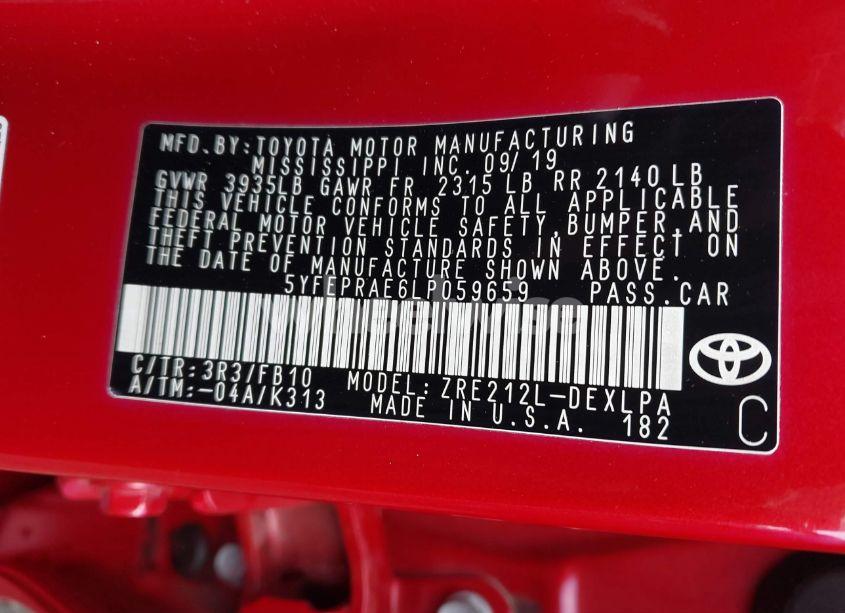 MFD.BY:TOYOTA MOTOR MANUFACTURING
MISSISSIPPI INC. 09/19
GVWR 3935LB GAWR FR 2315 LB RR 2140 LB
THIS VEHICLE CONFORMS TO ALL APPLICABLE
FEDERAL MOTOR VEHICLE SAFETY,BUMPER,AND
THEFT PREVENTION STANDARDS IN EFFECT ON
THE DATE OF MANUFACTURE SHOWN ABOVE.
5YFEPRAE6LP059659 PASS.CAR
C/TR:3R3/FB10 MODEL:ZRE212L-DEXLPA
A/TM:-04A/K313 MADE IN U.S.A. 182
C